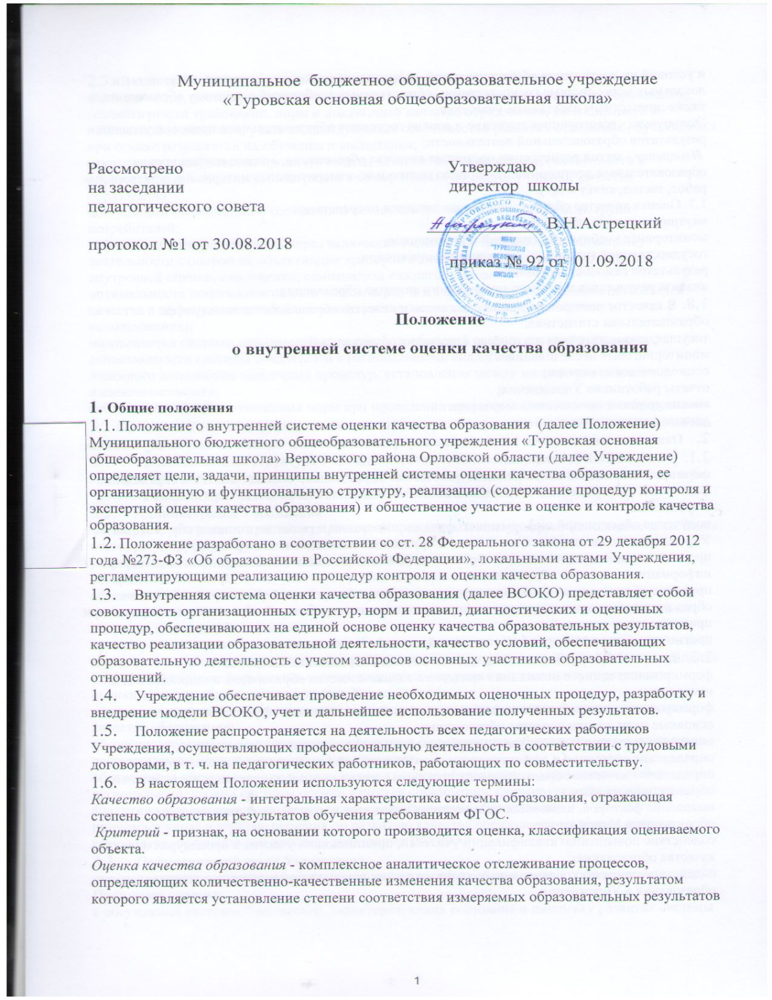 Муниципальное бюджетное общеобразовательное учреждение
«Туровская основная общеобразовательная школа»
Рассмотрено
на заседании
педагогического совета
протокол №1 от 30.08.2018
Утверждаю
директор школы
В.Н.Астрецкий
приказ № 92 от 01.09.2018
МБОУ
"ТУРОВСКАЯ
ОСНОВНАЯ
ШКОЛА"
Положение
о внутренней системе оценки качества образования
1. Общие положения
1.1. Положение о внутренней системе оценки качества образования (далее Положение)
Муниципального бюджетного общеобразовательного учреждения «Туровская основная
общеобразовательная школа» Верховского района Орловской области (далее Учреждение)
определяет цели, задачи, принципы внутренней системы оценки качества образования, ее
организационную и функциональную структуру, реализацию (содержание процедур контроля и
экспертной оценки качества образования) и общественное участие в оценке и контроле качества
образования.
1.2. Положение разработано в соответствии со ст. 28 Федерального закона от 29 декабря 2012
года №273-ФЗ «Об образовании в Российской Федерации», локальными актами Учреждения,
регламентирующими реализацию процедур контроля и оценки качества образования.
1.3. Внутренняя система оценки качества образования (далее ВСОКО) представляет собой
совокупность организационных структур, норм и правил, диагностических и оценочных
процедур, обеспечивающих на единой основе оценку качества образовательных результатов,
качество реализации образовательной деятельности, качество условий, обеспечивающих
образовательную деятельность с учетом запросов основных участников образовательных
отношений.
1.4. Учреждение обеспечивает проведение необходимых оценочных процедур, разработку и
внедрение модели ВСОКО, учет и дальнейшее использование полученных результатов.
1.5. Положение распространяется на деятельность всех педагогических работников
Учреждения, осуществляющих профессиональную деятельность в соответствии с трудовыми
договорами, в т. ч. на педагогических работников, работающих по совместительству.
1.6. В настоящем Положении используются следующие термины:
Качество образования - интегральная характеристика системы образования, отражающая
степень соответствия результатов обучения требованиям ФГОС.
Критерий - признак, на основании которого производится оценка, классификация оцениваемого
объекта.
Оценка качества образования - комплексное аналитическое отслеживание процессов,
определяющих количественно-качественные изменения качества образования, результатом
которого является установление степени соответствия измеряемых образовательных результатов
1